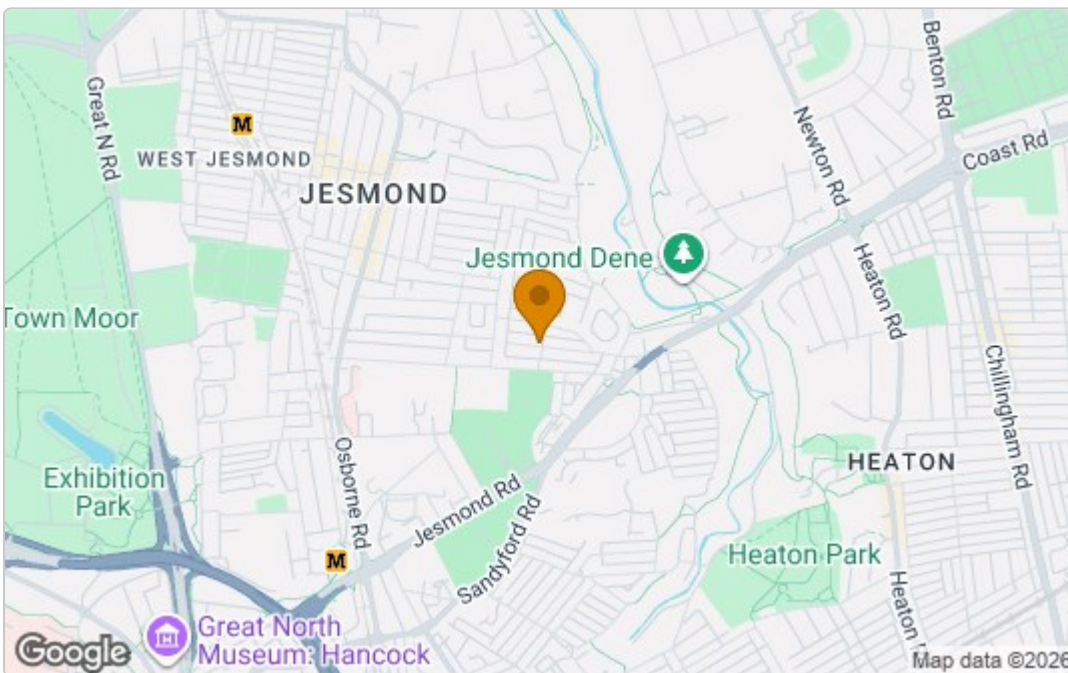 Benton Rd
Great N Rd
Newton Rd
Coast Rd
M
WEST JESMOND
JESMOND
Jesmond Dene
Heaton Rd
Town Moor
Chillingham Rd
Exhibition
Park
Osborne Rd
HEATON
Jesmond Rd
Sandyford Rd
Heaton Park
M
Heaton
Great North
Museum: Hancock
Google
Map data ©2026